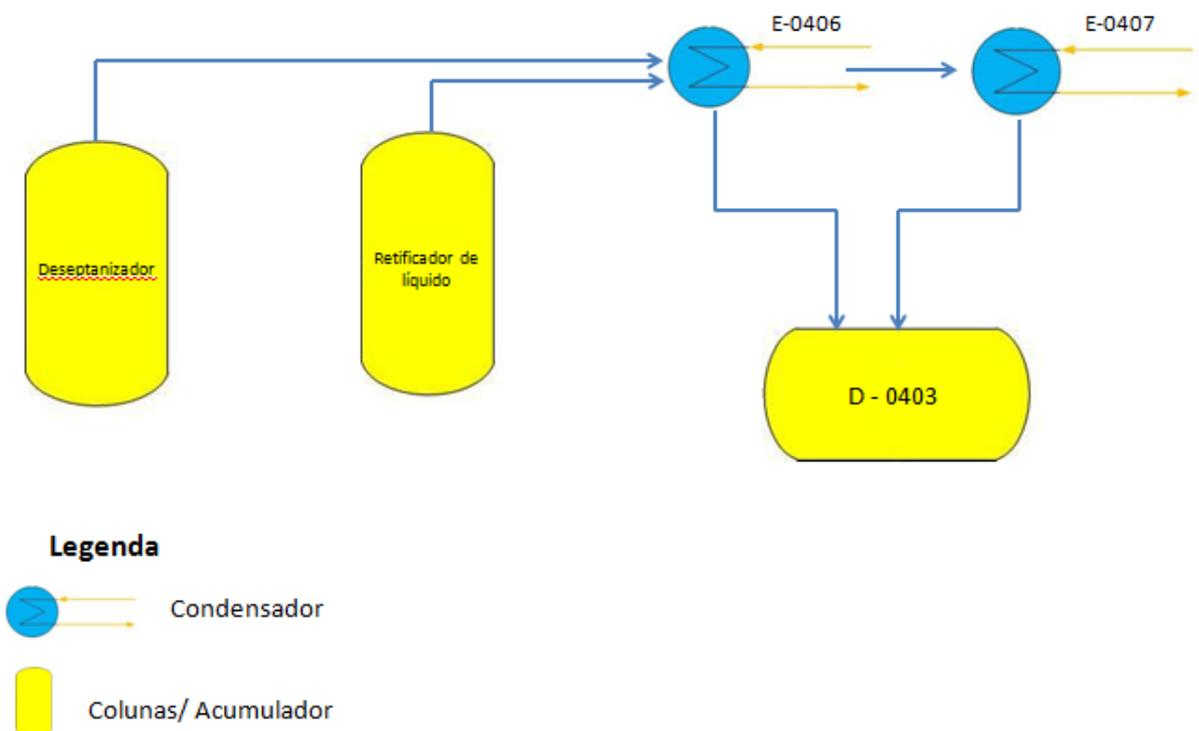 E-0406
E-0407
Deseptanizador
Retificador de
líquido
D - 0403
Legenda
Condensador
Colunas/ Acumulador